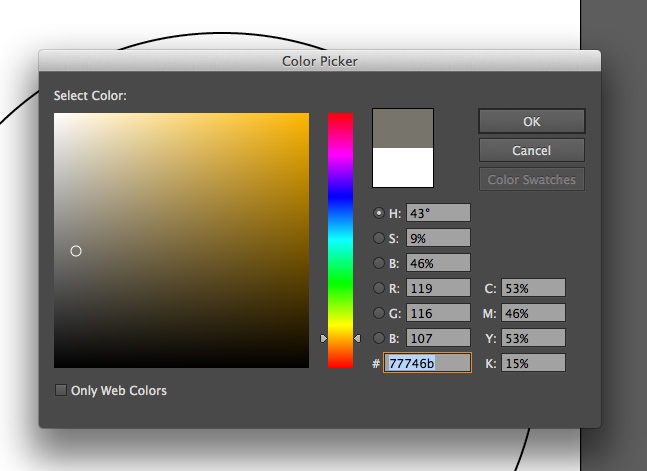 Color Picker
Select Color:
OK
Cancel
Color Swatches
H: 43°
S: 9%
B: 46%
R: 119 C: 53%
G: 116 M: 46%
B: 107 Y: 53%
# 77746b K: 15%
Only Web Colors